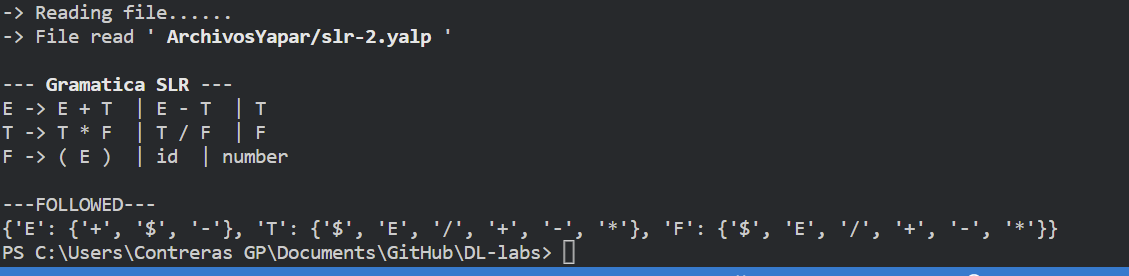 -> Reading file......
-> File read ' ArchivosYapar/slr-2.yalp '
--- Gramatica SLR ---
E -> E + T  | E - T  | T
T -> T * F  | T / F  | F
F -> ( E )  | id  | number
---FOLLOWED---
{'E': {'+', '$', '-'}, 'T': {'$', 'E', '/', '+', '-', '*'}, 'F': {'$', 'E', '/', '+', '-', '*'}}
PS C:\Users\Contreras GP\Documents\GitHub\DL-labs>